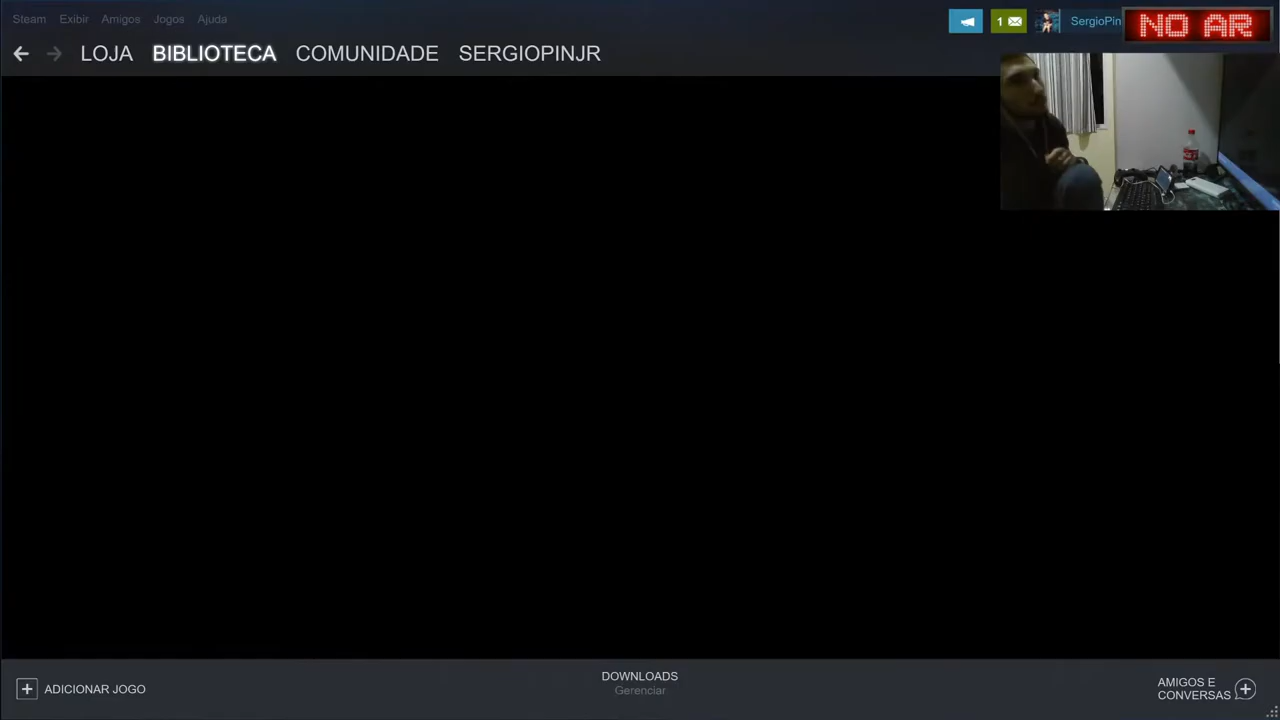 Steam Exibir Amigos Jogos Ajuda
1
SergioPin
NO AR
LOJA BIBLIOTECA COMUNIDADE SERGIOPINJR
ADICIONAR JOGO
DOWNLOADS
Gerenciar
AMIGOS E
CONVERSAS